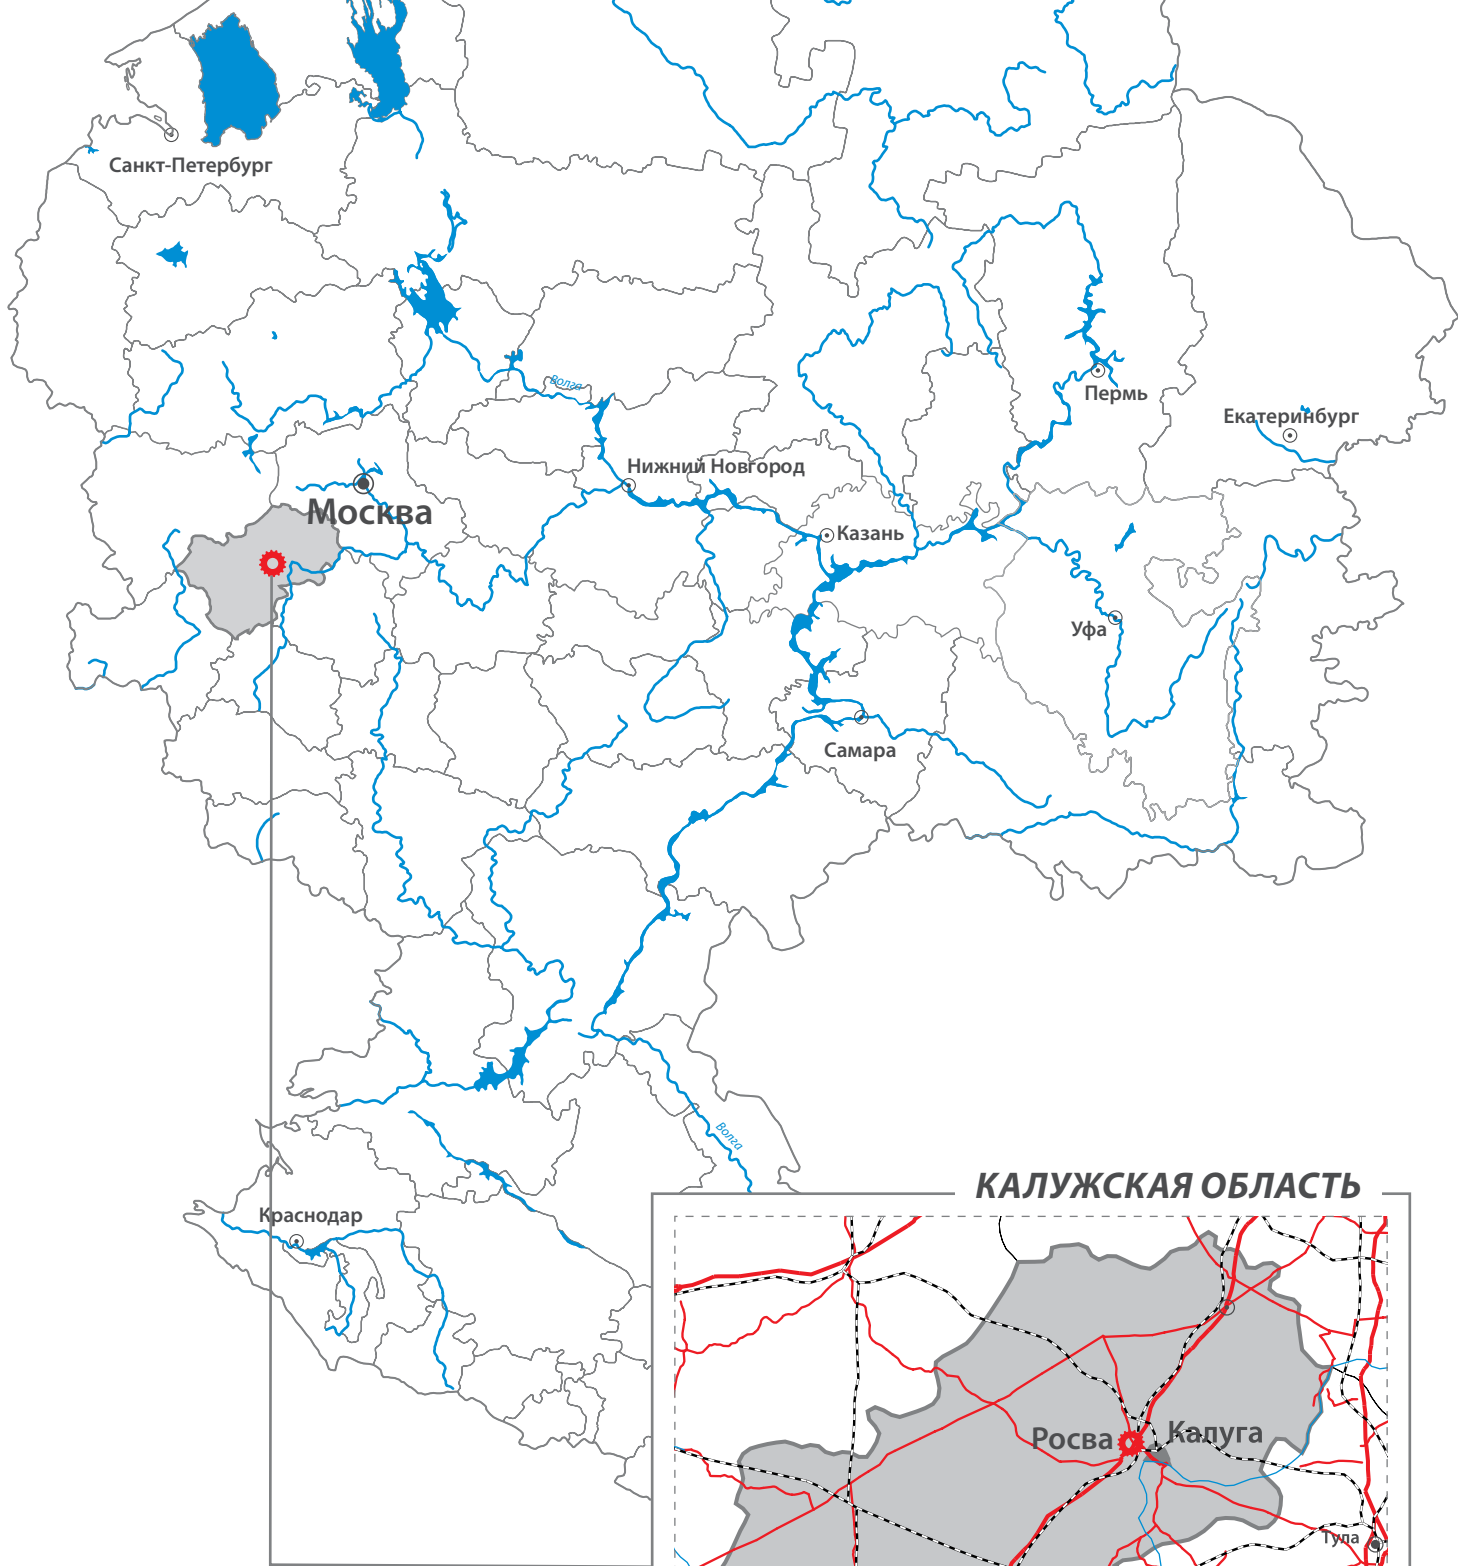 Санкт-Петербург
Волга
Пермь
Екатеринбург
Нижний Новгород
Москва
Казань
Уфа
Самара
Волга
КАЛУЖСКАЯ ОБЛАСТЬ
Краснодар
Росва
Калуга
Тула